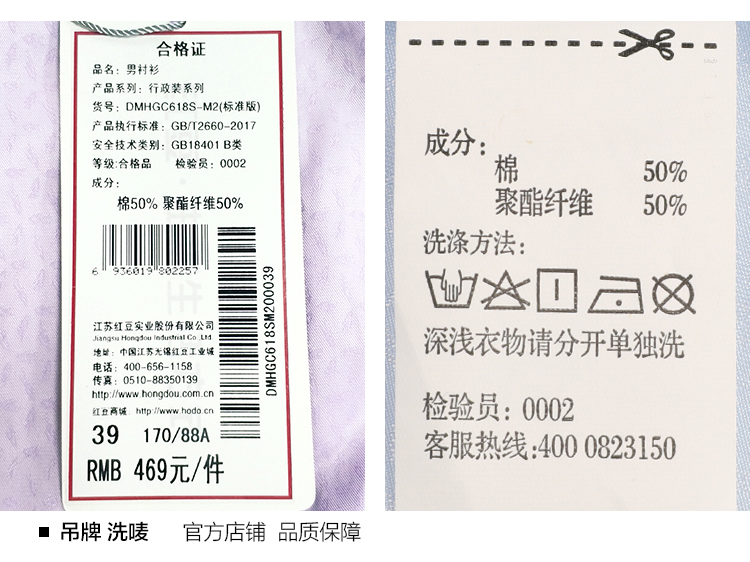 合格证
品名：男衬衫
产品系列：行政装系列
货号：DMHGC618S-M2(标准版)
产品执行标准：GB/T2660-2017
安全技术类别：GB18401 B类
等级:合格品 检验员：0002
成分：
棉50% 聚酯纤维50%
6 936019 802257
DMHGC618SM200039
江苏红豆实业股份有限公司
Jiangsu Hongdou Industrial Co.,Ltd.
地址：中国江苏无锡红豆工业城
电话：400-656-1158
传真：0510-88350139
http://www.hongdou.com.cn
红豆商城：http://www.hodo.cn
39 170/88A
RMB 469元/件
成分：
棉 50%
聚酯纤维 50%
洗涤方法：
深浅衣物请分开单独洗
检验员：0002
客服热线:400 0823150
■ 吊牌 洗唛 官方店铺 品质保障